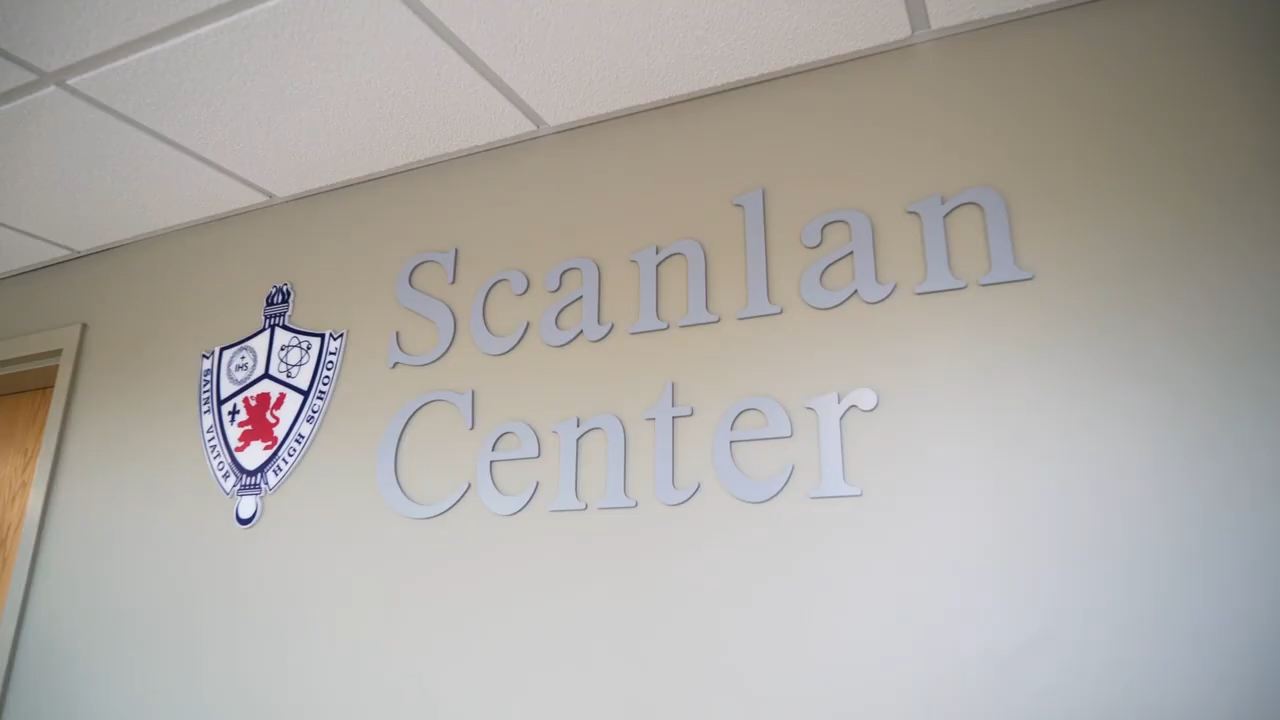 IHS
SAINT VIATOR
HIGH SCHOOL
Scanlan
Center